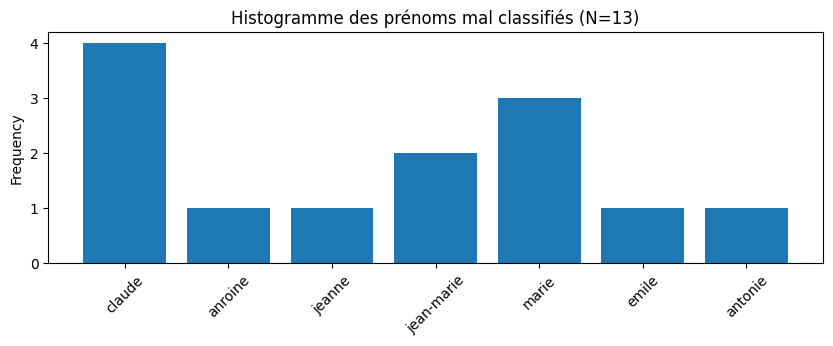 Histogramme des prénoms mal classifiés (N=13)
Frequency
4
3
2
1
0
claude
anroine
jeanne
jean-marie
marie
emile
antonie